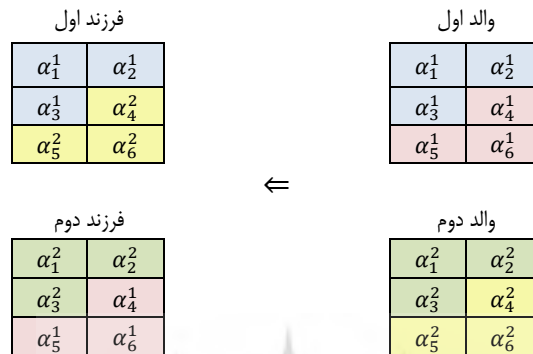 والد اول فرزند اول
α₁¹ α₂¹ α₁¹ α₂¹
α₃¹ α₄¹ α₃¹ α₄²
α₅¹ α₆¹ α₅² α₆²
⇐
والد دوم فرزند دوم
α₁² α₂² α₁² α₂²
α₃² α₄² α₃² α₄¹
α₅² α₆² α₅¹ α₆¹